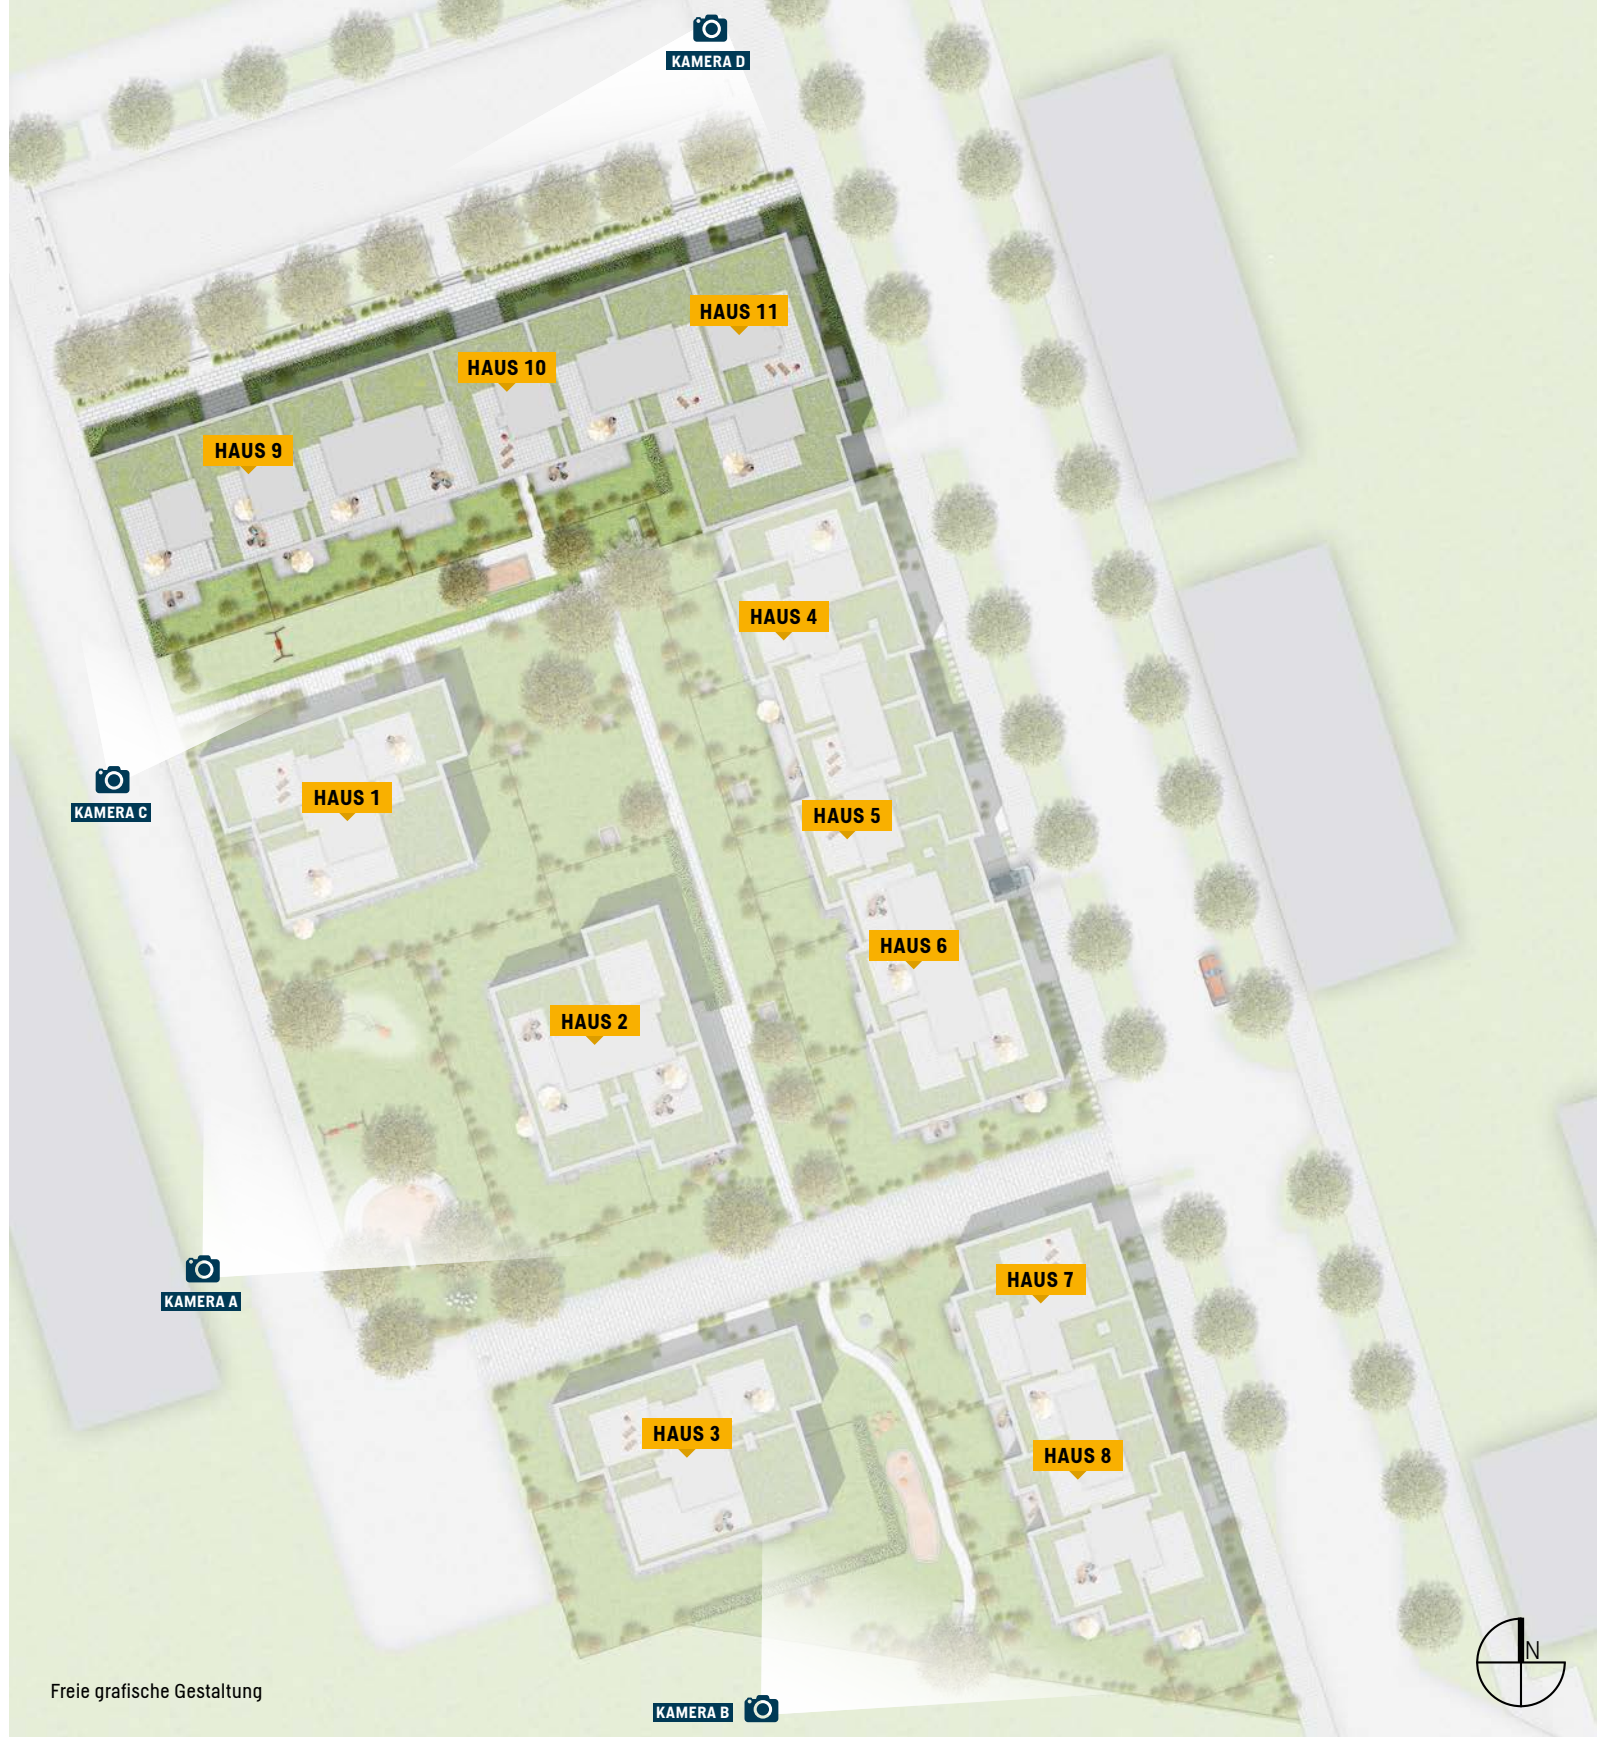 KAMERA D
HAUS 11
HAUS 10
HAUS 9
HAUS 4
KAMERA C
HAUS 1
HAUS 5
HAUS 6
HAUS 2
KAMERA A
HAUS 7
HAUS 3
HAUS 8
N
Freie grafische Gestaltung
KAMERA B